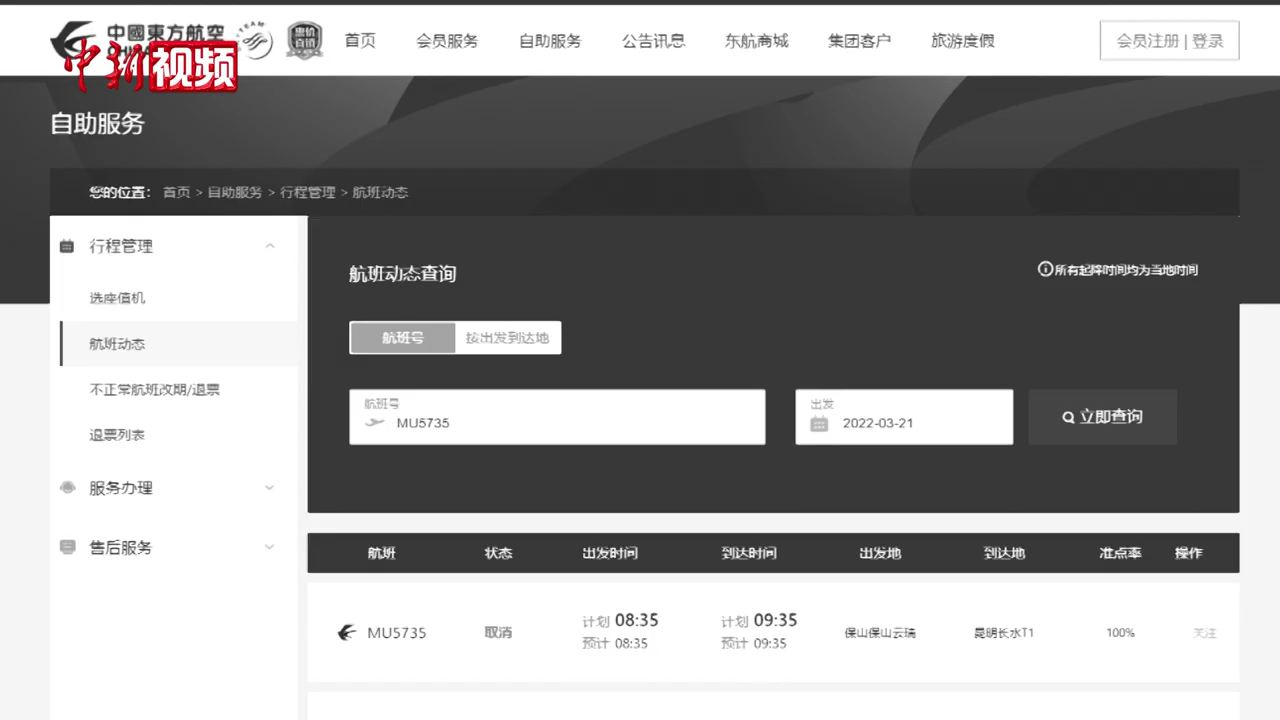 中國東方航空
中新视频
惠价
直销
首页 会员服务 自助服务 公告讯息 东航商城 集团客户 旅游度假
会员注册 | 登录
自助服务
您的位置： 首页 > 自助服务 > 行程管理 > 航班动态
行程管理
选座值机
航班动态
不正常航班改期/退票
退票列表
服务办理
售后服务
航班动态查询
所有起降时间均为当地时间
航班号 按出发到达地
航班号
MU5735
出发
2022-03-21
立即查询
航班 状态 出发时间 到达时间 出发地 到达地 准点率 操作
MU5735 取消 计划 08:35 计划 09:35 保山保山云瑞 昆明长水T1 100% 关注
预计 08:35 预计 09:35